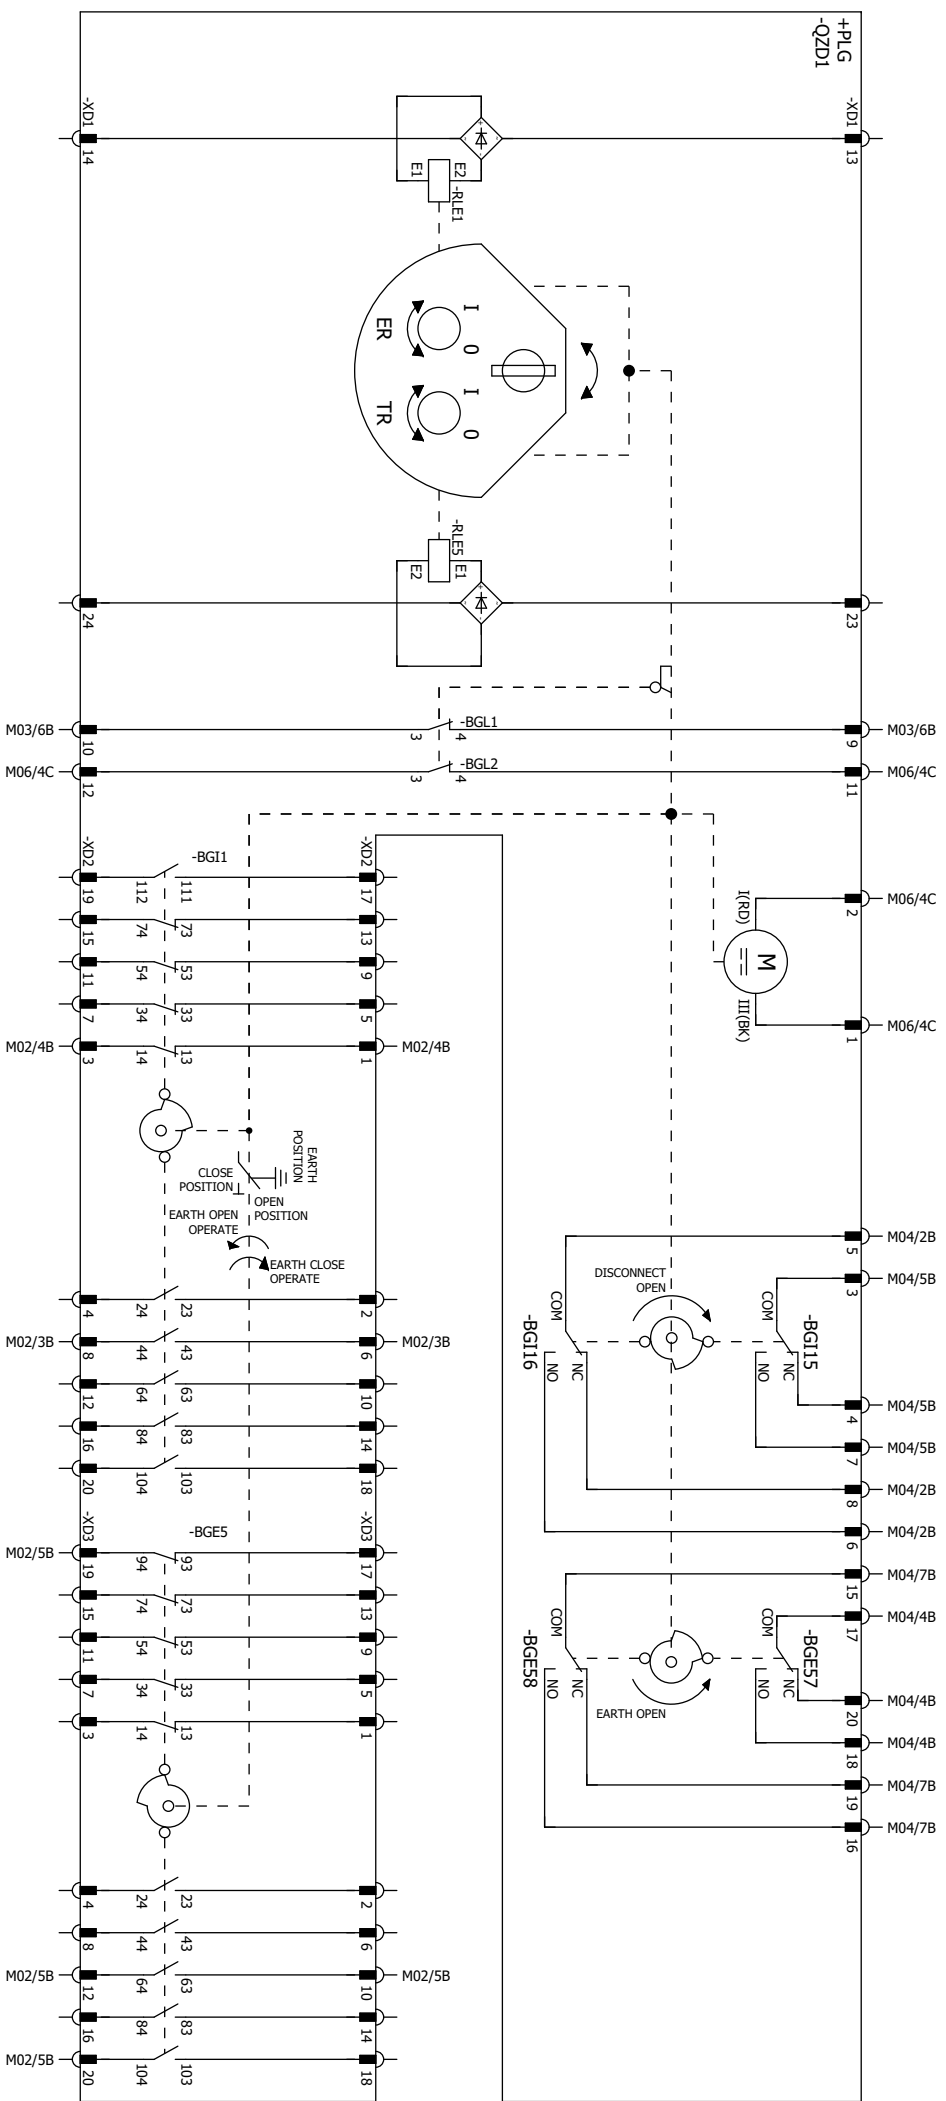 +PLG
-QZD1
-XD1
14
-XD1
13
E1
E2
-RLE1
I
0
ER
I
0
TR
-RLE5
E2
E1
24
23
M03/6B
10
3
4
-BGL1
9
M03/6B
M06/4C
12
3
4
-BGL2
11
M06/4C
-XD2
-BGI1
-XD2
19
112
111
17
15
74
73
13
11
54
53
9
7
34
33
5
M02/4B
3
14
13
1
M02/4B
2
M06/4C
I(RD)
M
III(BK)
1
M06/4C
EARTH
POSITION
CLOSE
POSITION
OPEN
POSITION
EARTH OPEN
OPERATE
EARTH CLOSE
OPERATE
4
24
23
2
M02/3B
8
44
43
6
M02/3B
12
64
63
10
16
84
83
14
20
104
103
18
5
M04/2B
3
M04/5B
DISCONNECT
OPEN
COM
-BGI16
NO
NC
COM
-BGI15
NO
NC
4
M04/5B
7
M04/5B
8
M04/2B
6
M04/2B
15
M04/7B
17
M04/4B
COM
-BGE58
NO
NC
COM
-BGE57
NO
NC
EARTH OPEN
20
M04/4B
18
M04/4B
19
M04/7B
16
M04/7B
-XD3
-BGE5
-XD3
M02/5B
19
94
93
17
15
74
73
13
11
54
53
9
7
34
33
5
3
14
13
1
4
24
23
2
8
44
43
6
M02/5B
12
64
63
10
M02/5B
16
84
83
14
M02/5B
20
104
103
18